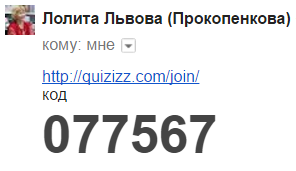 Лолита Львова (Прокопенкова)
кому: мне
http://quizizz.com/join/
код
077567